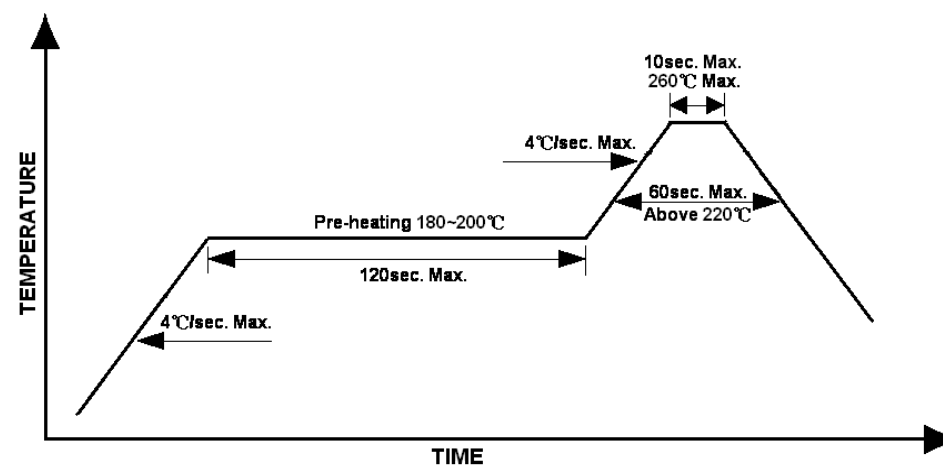 10sec. Max.
260℃ Max.
4℃/sec. Max.
60sec. Max.
Above 220℃
Pre-heating 180~200℃
120sec. Max.
4℃/sec. Max.
TEMPERATURE
TIME